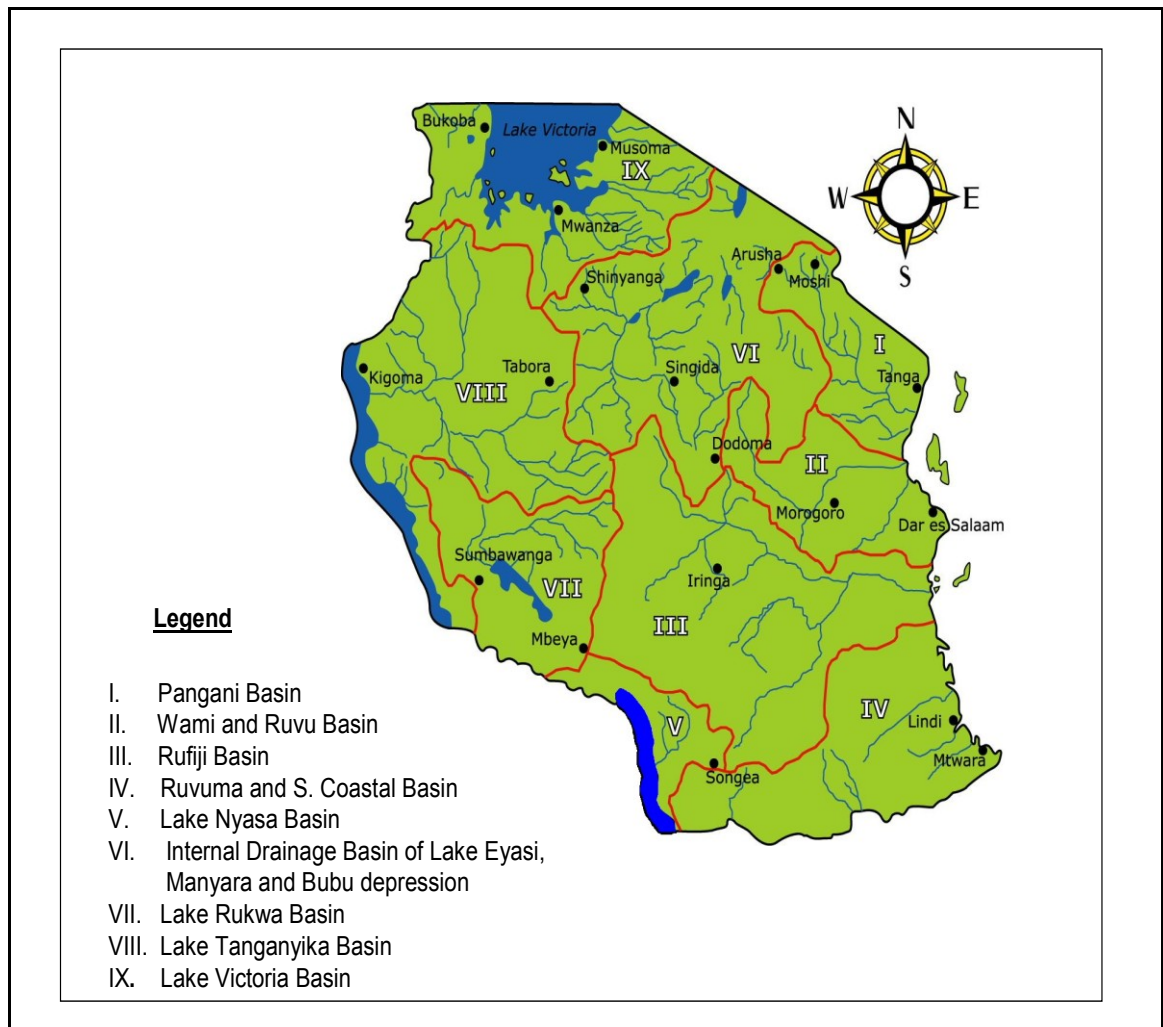 N
Bukoba
Lake Victoria
Musoma
IX
W
E
Mwanza
S
Arusha
Moshi
Shinyanga
I
VI
Kigoma
Tabora
Singida
Tanga
VIII
Dodoma
II
Morogoro
Dar es Salaam
Sumbawanga
Iringa
VII
III
Mbeya
IV
Lindi
V
Mtwara
Songea
Legend
I. Pangani Basin
II. Wami and Ruvu Basin
III. Rufiji Basin
IV. Ruvuma and S. Coastal Basin
V. Lake Nyasa Basin
VI. Internal Drainage Basin of Lake Eyasi,
Manyara and Bubu depression
VII. Lake Rukwa Basin
VIII. Lake Tanganyika Basin
IX. Lake Victoria Basin